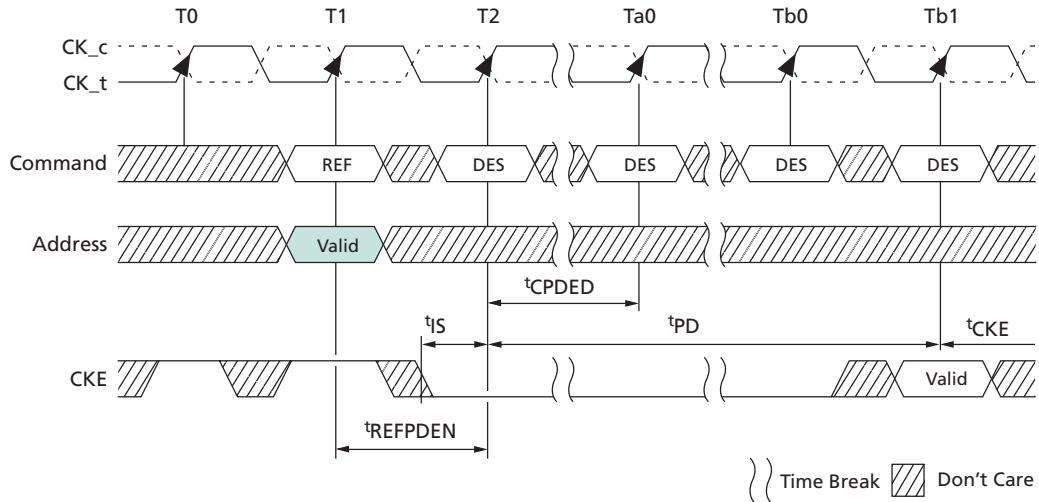 T0 T1 T2 Ta0 Tb0 Tb1
CK_c
CK_t
Command REF DES DES DES DES
Address Valid
tCPDED
tIS tPD tCKE
CKE Valid
tREFPDEN
Time Break Don't Care